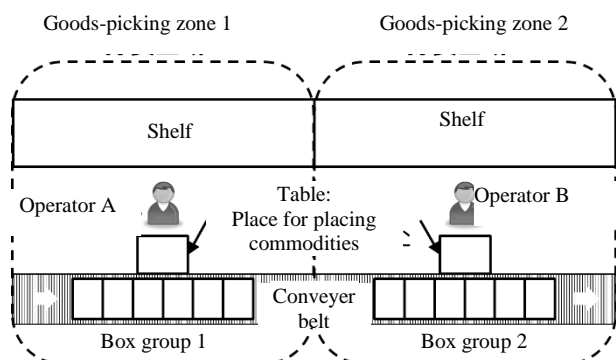 Goods-picking zone 1
Goods-picking zone 2
Shelf
Shelf
Operator A
Table:
Place for placing
commodities
Operator B
Conveyer
belt
Box group 1
Box group 2